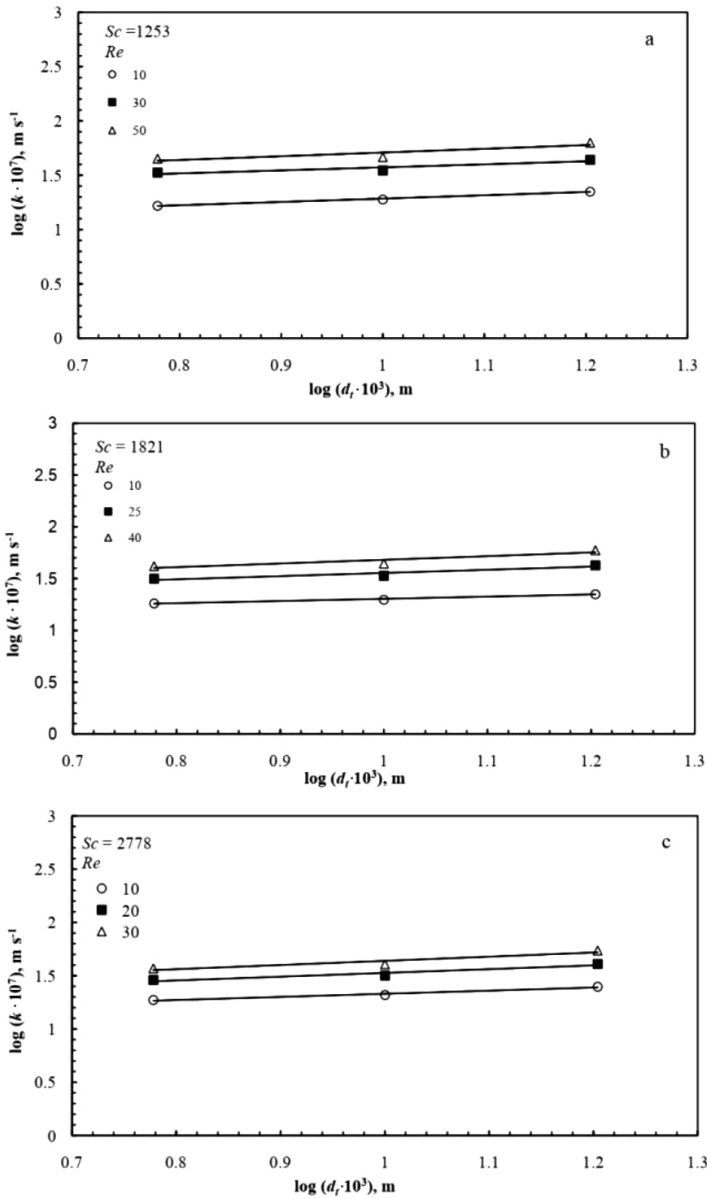 3
Sc =1253
a
Re
10
2.5
30
50
2
1.5
1
0.5
0
log (k · 10⁷), m s⁻¹
0.7 0.8 0.9 1 1.1 1.2 1.3
log (dₜ·10³), m
3
Sc = 1821
b
Re
10
2.5
25
40
2
1.5
1
0.5
0
log (k · 10⁷), m s⁻¹
0.7 0.8 0.9 1 1.1 1.2 1.3
log (dₜ·10³), m
3
Sc = 2778
c
Re
10
2.5
20
30
2
1.5
1
0.5
0
log (k · 10⁷), m s⁻¹
0.7 0.8 0.9 1 1.1 1.2 1.3
log (dₜ·10³), m